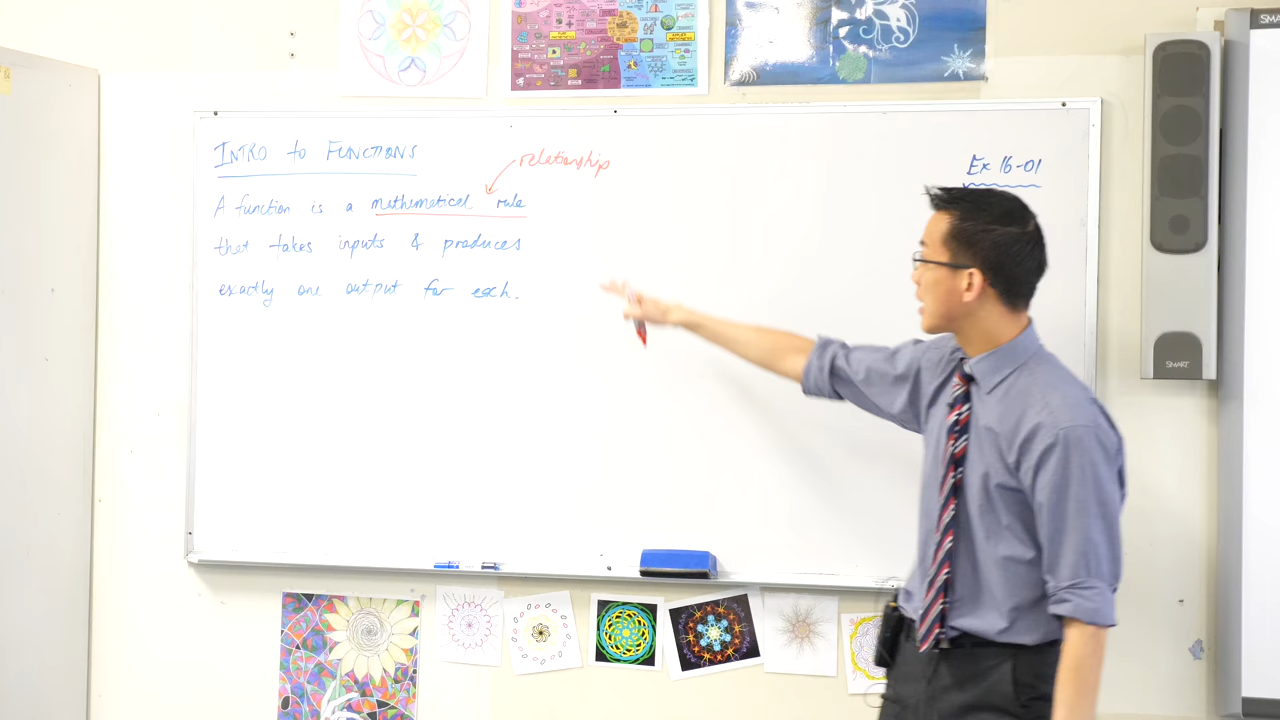 INTRO to FUNCTIONS
relationship
Ex 16-01
A function is a mathematical rule
that takes inputs & produces
exactly one output for each.
SMART